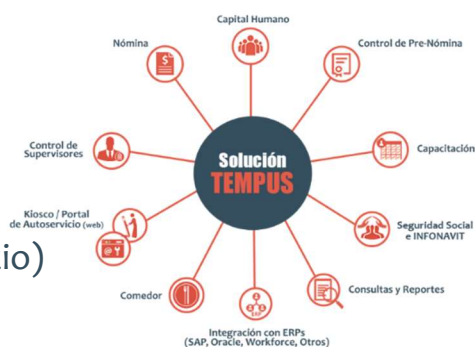 Capital Humano
Nómina
Control de Pre-Nómina
Control de
Supervisores
Solución
TEMPUS
Capacitación
Kiosco / Portal
de Autoservicio (web)
Seguridad Social
e INFONAVIT
io)
Comedor
Consultas y Reportes
ERP
Integración con ERPs
(SAP, Oracle, Workforce, Otros)